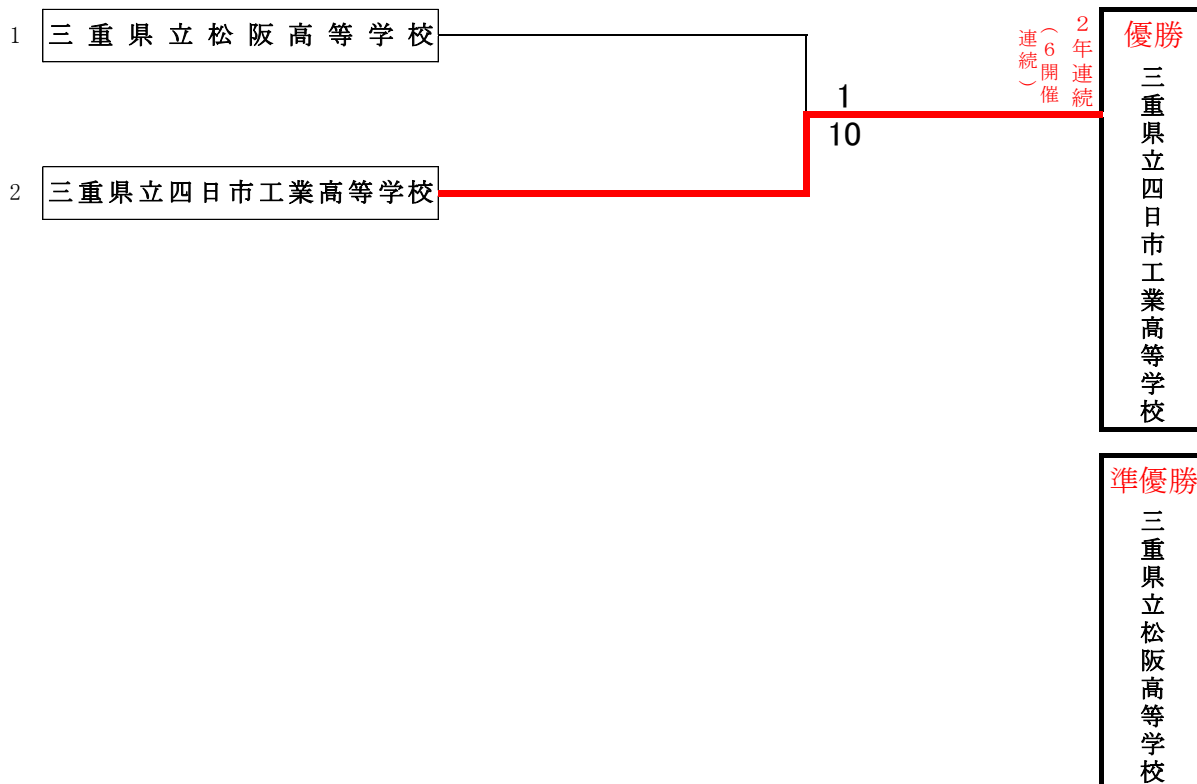 1
三重県立松阪高等学校
2
三重県立四日市工業高等学校
1
10
2年連続
(6開催
連続)
優勝
三重県立四日市工業高等学校
準優勝
三重県立松阪高等学校